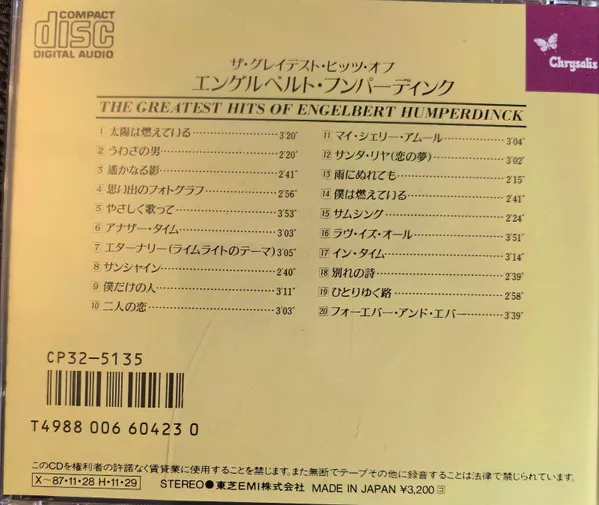 COMPACT
disc
DIGITAL AUDIO
Chrysalis
ザ・グレイテスト・ヒッツ・オフ
エンゲルベルト・フンパーディンク
THE GREATEST HITS OF ENGELBERT HUMPERDINCK
1 太陽は燃えている 3'20"
2 うわさの男 2'20"
3 遙かなる影 2'41"
4 思い出のフォトグラフ 2'56"
5 やさしく歌って 3'53"
6 アナザー・タイム 3'03"
7 エターナリー(ライムライトのテーマ) 3'05"
8 サンシャイン 2'40"
9 僕だけの人 3'11"
10 二人の恋 3'03"
11 マイ・シェリー・アムール 3'04"
12 サンタ・リヤ(恋の夢) 3'02"
13 雨にぬれても 2'15"
14 僕は燃えている 2'41"
15 サムシング 2'24"
16 ラヴ・イズ・オール 3'51"
17 イン・タイム 3'14"
18 別れの詩 2'39"
19 ひとりゆく路 2'58"
20 フォーエバー・アンド・エバー 3'39"
CP32-5135
T4988 006 60423 0
このCDを権利者の許諾なく賃貸業に使用することを禁じます。また無断でテープその他に録音することは法律で禁じられています。
X-87・11・28 H・11・29 STEREO●東芝EMI株式会社 MADE IN JAPAN ¥3,200 コ